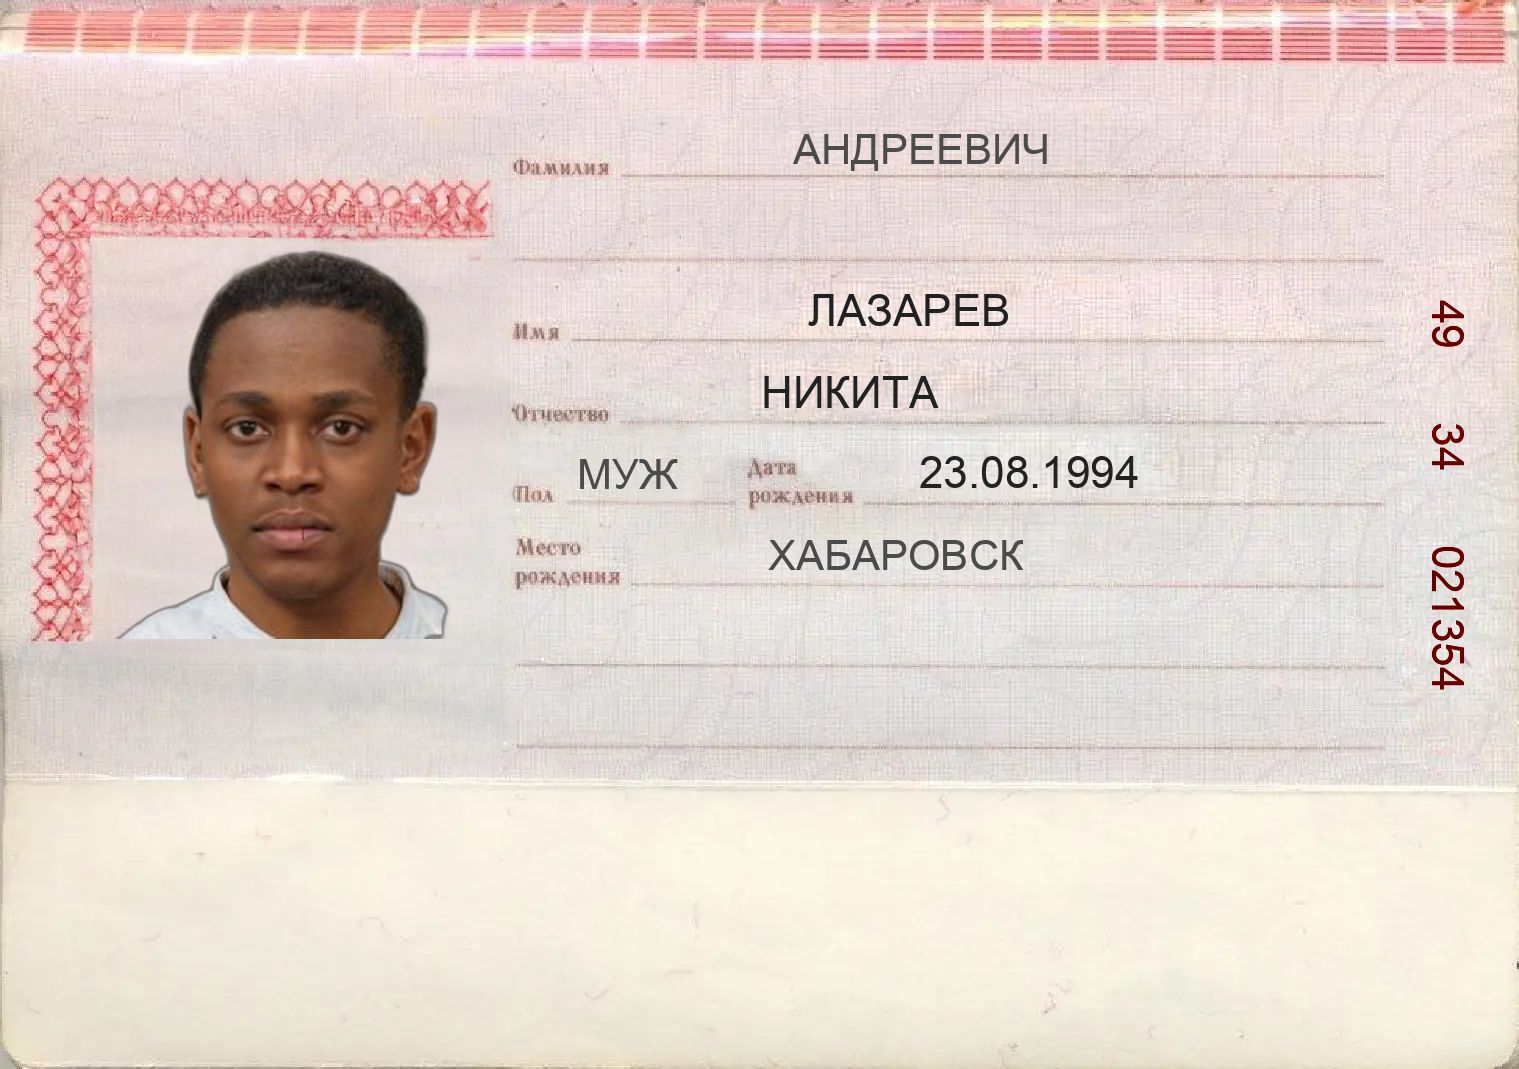 Фамилия АНДРЕЕВИЧ
Имя ЛАЗАРЕВ
Отчество НИКИТА
Пол МУЖ Дата рождения 23.08.1994
Место рождения ХАБАРОВСК
49 34 021354